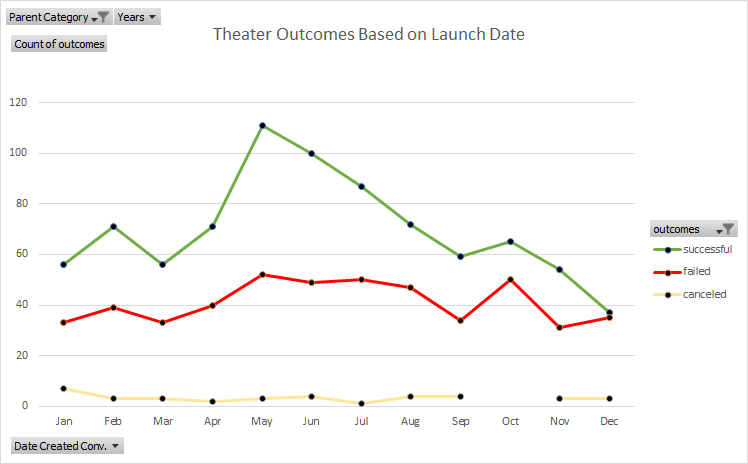 Parent Category Years
Count of outcomes
Theater Outcomes Based on Launch Date
120
100
80
60
40
20
0
Jan Feb Mar Apr May Jun Jul Aug Sep Oct Nov Dec
outcomes
successful
failed
canceled
Date Created Conv.